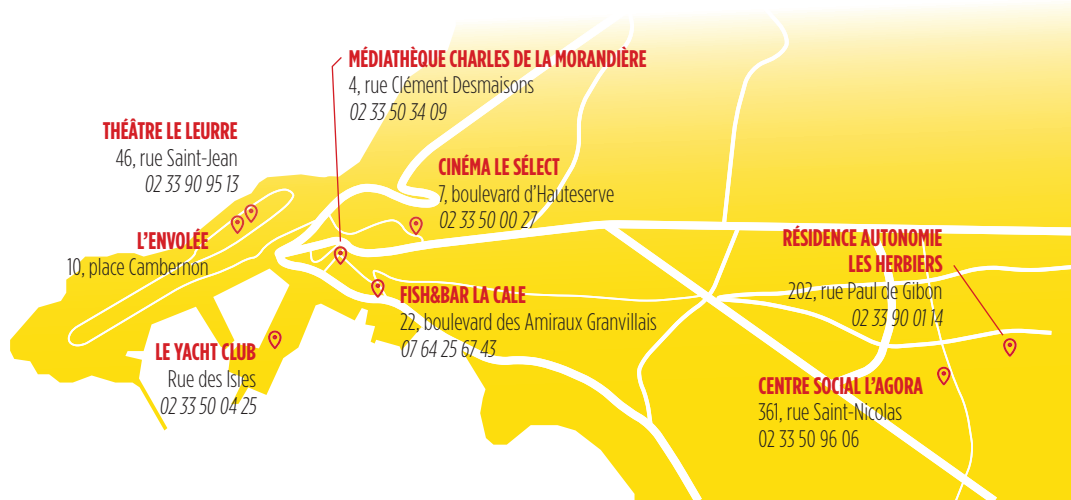 MÉDIATHÈQUE CHARLES DE LA MORANDIÈRE
4, rue Clément Desmaisons
02 33 50 34 09
THÉÂTRE LE LEURRE
46, rue Saint-Jean
02 33 90 95 13
CINÉMA LE SÉLECT
7, boulevard d'Hauteserve
02 33 50 00 27
L'ENVOLÉE
10, place Cambernon
RÉSIDENCE AUTONOMIE
LES HERBIERS
202, rue Paul de Gibon
02 33 90 01 14
FISH&BAR LA CALE
22, boulevard des Amiraux Granvillais
07 64 25 67 43
LE YACHT CLUB
Rue des Isles
02 33 50 04 25
CENTRE SOCIAL L'AGORA
361, rue Saint-Nicolas
02 33 50 96 06